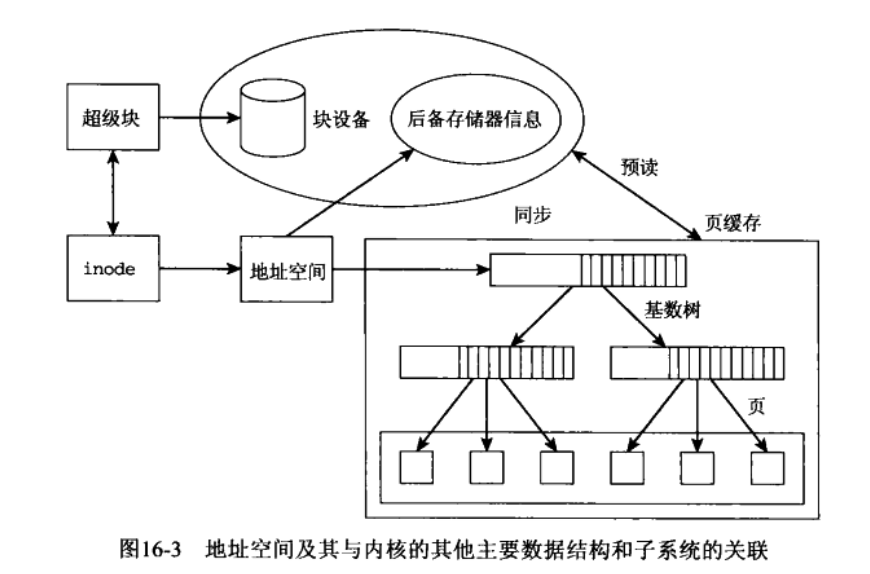 超级块
块设备
后备存储器信息
预读
同步
页缓存
inode
地址空间
基数树
页
图16-3 地址空间及其与内核的其他主要数据结构和子系统的关联